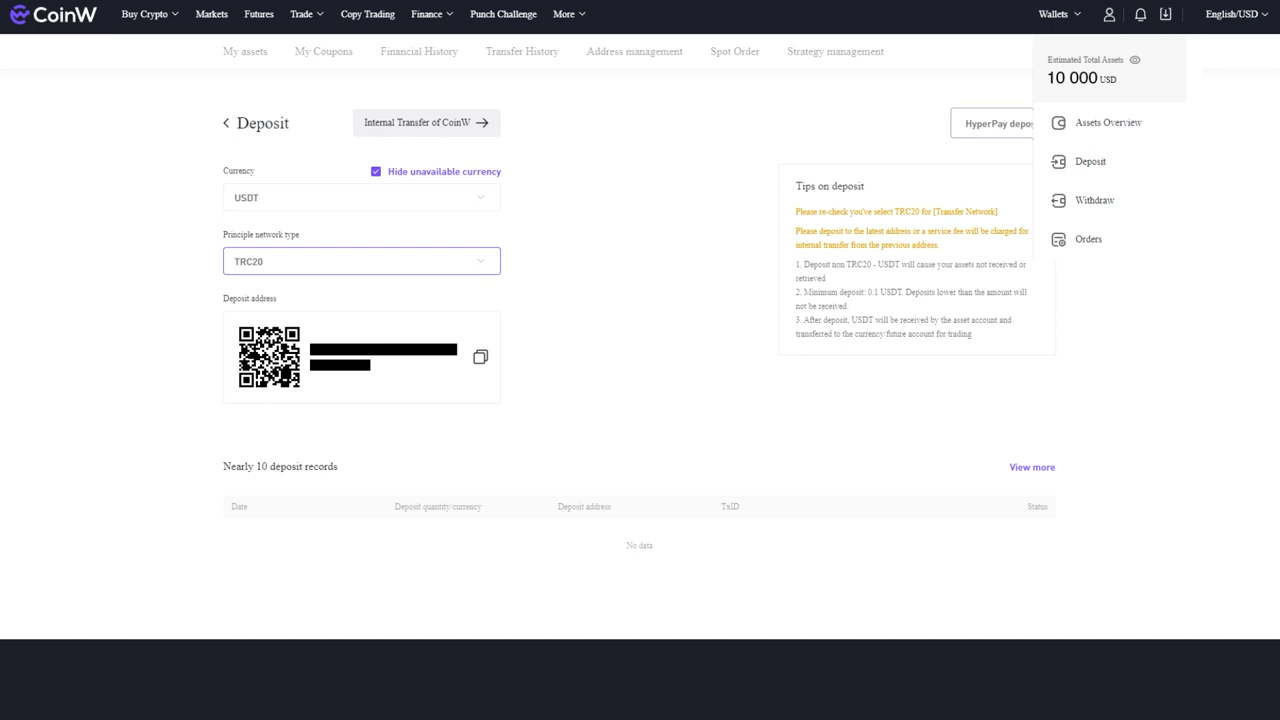 CoinW
Buy Crypto Markets Futures Trade Copy Trading Finance Punch Challenge More Wallets English/USD
My assets My Coupons Financial History Transfer History Address management Spot Order Strategy management
Estimated Total Assets
10 000 USD
Deposit
Internal Transfer of CoinW
HyperPay depos
Assets Overview
Deposit
Withdraw
Orders
Currency
Hide unavailable currency
USDT
Principle network type
TRC20
Deposit address
Tips on deposit
Please re-check you've select TRC20 for [Transfer Network]
Please deposit to the latest address or a service fee will be charged for
internal transfer from the previous address.
1. Deposit non TRC20 - USDT will cause your assets not received or
retrieved
2. Minimum deposit: 0.1 USDT. Deposits lower than the amount will
not be received.
3. After deposit, USDT will be received by the asset account and
transferred to the currency/future account for trading
Nearly 10 deposit records
View more
Date Deposit quantity/currency Deposit address TxID Status
No data